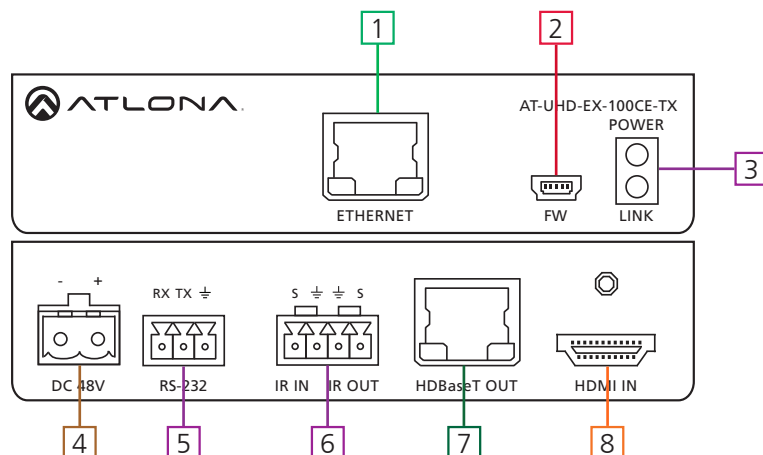 1
2
ATLONA.
AT-UHD-EX-100CE-TX
POWER
3
ETHERNET
FW
LINK
- +
RX TX
S S
DC 48V
RS-232
IR IN
IR OUT
HDBaseT OUT
HDMI IN
4
5
6
7
8